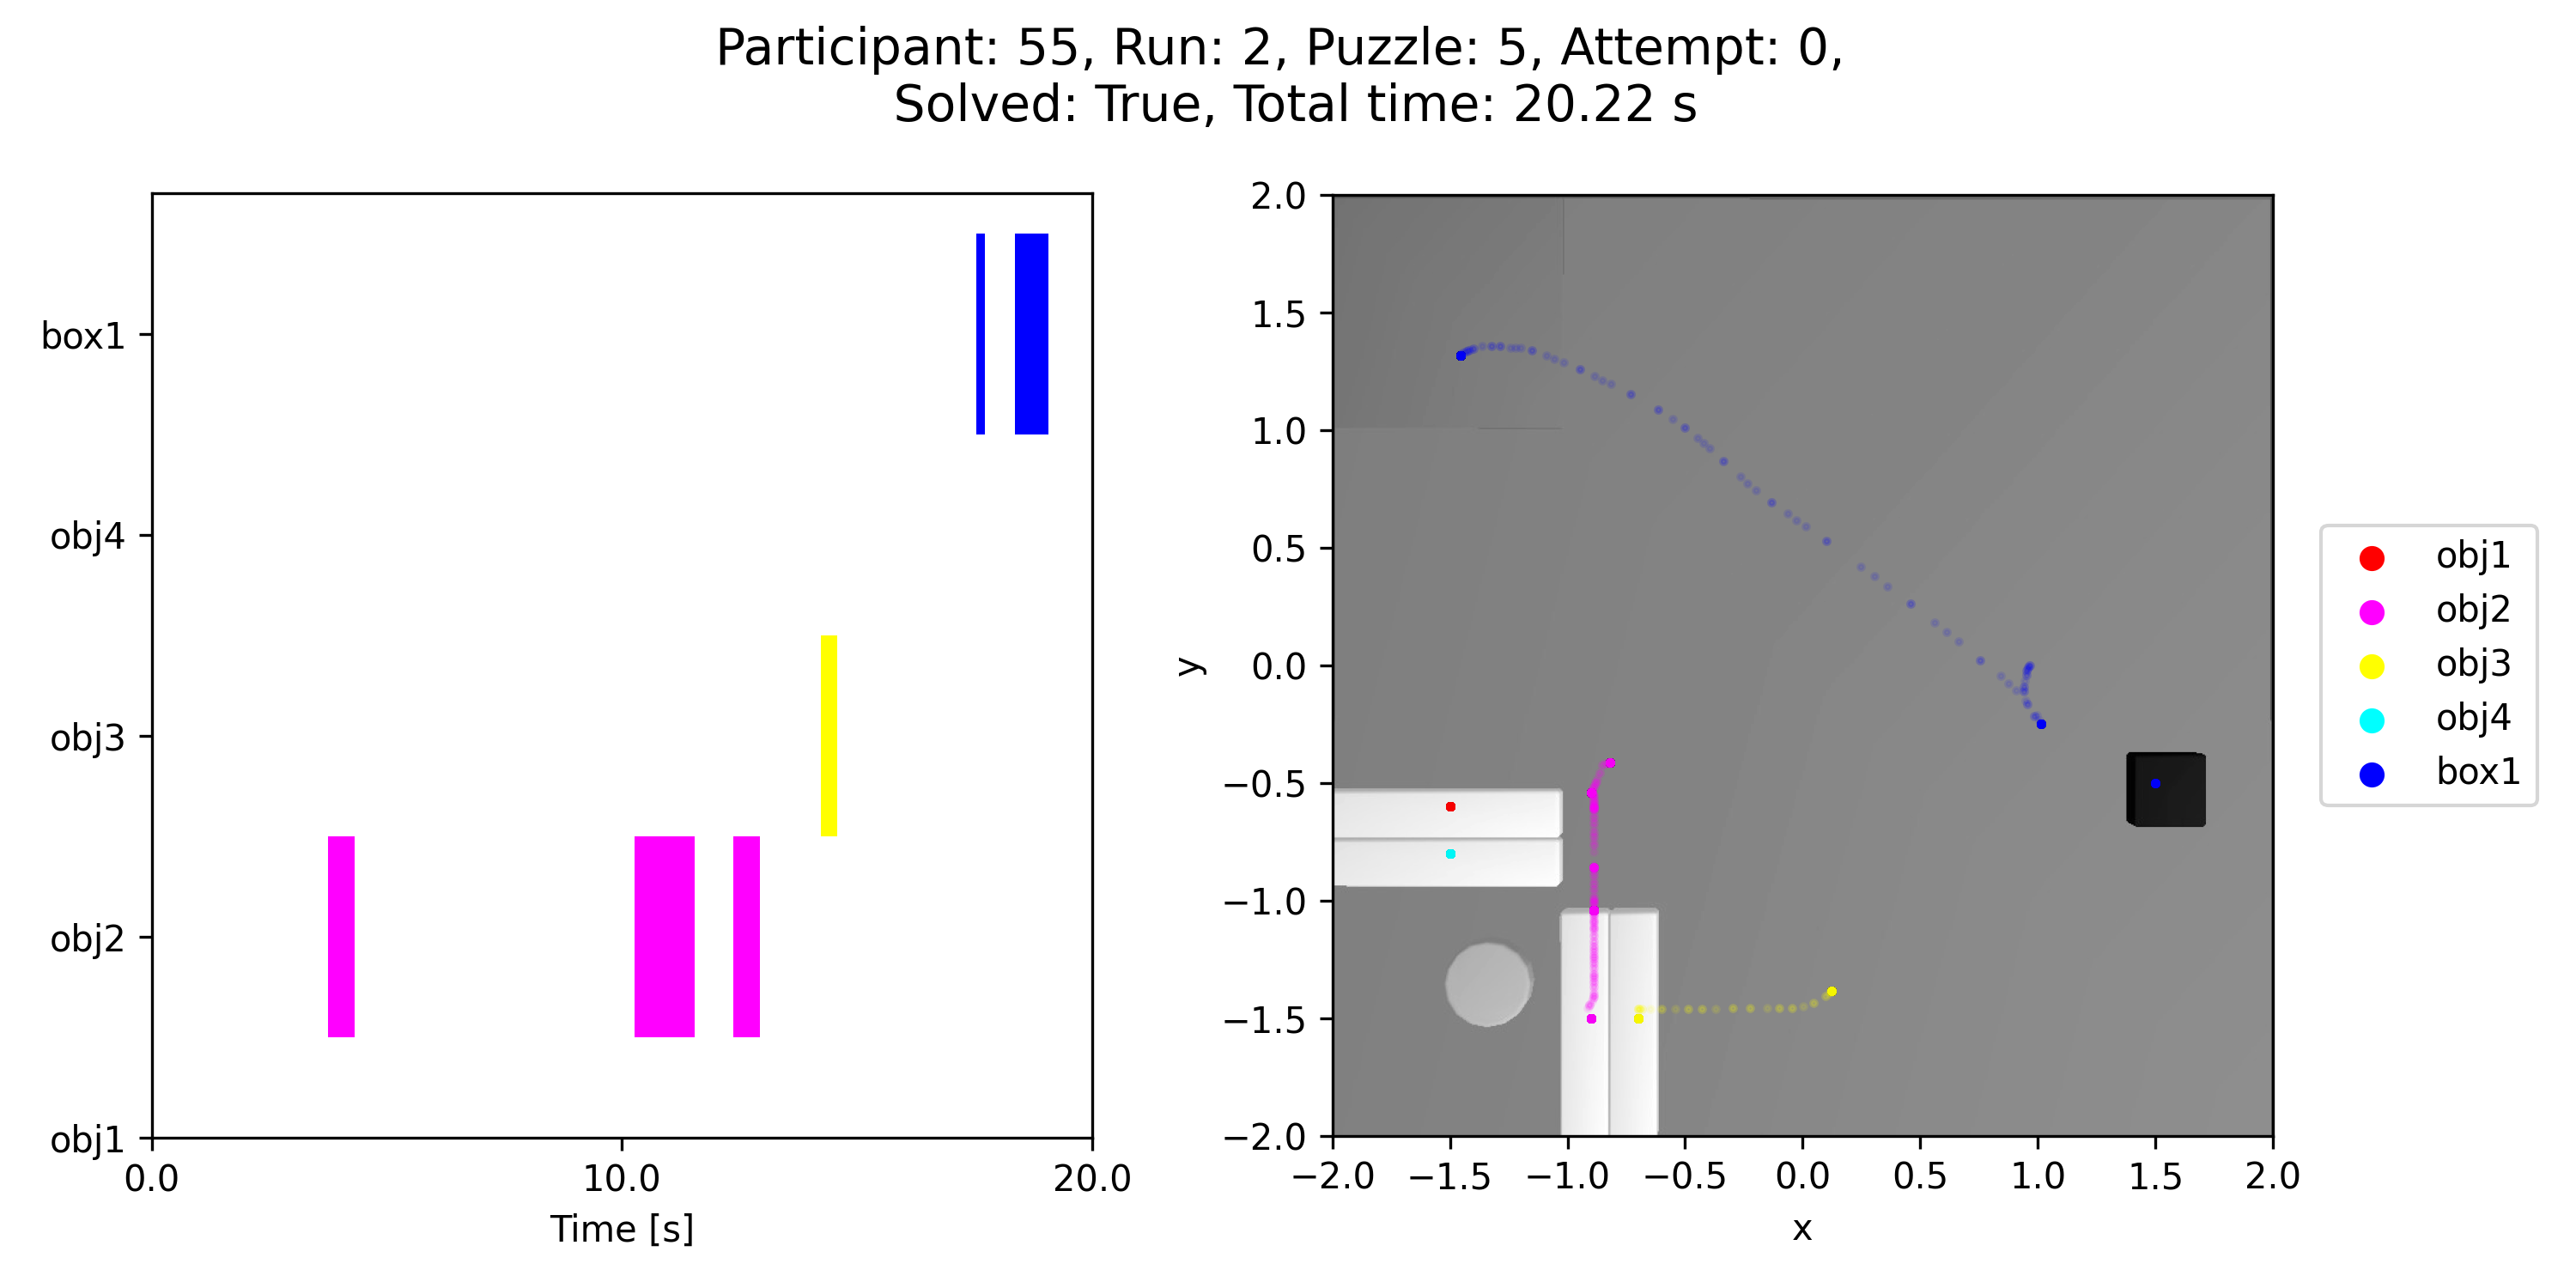 Participant: 55, Run: 2, Puzzle: 5, Attempt: 0,
Solved: True, Total time: 20.22 s
box1
obj4
obj3
obj2
obj1
0.0 10.0 20.0
Time [s]
2.0
1.5
1.0
0.5
0.0
−0.5
−1.0
−1.5
−2.0
y
−2.0 −1.5 −1.0 −0.5 0.0 0.5 1.0 1.5 2.0
x
obj1
obj2
obj3
obj4
box1